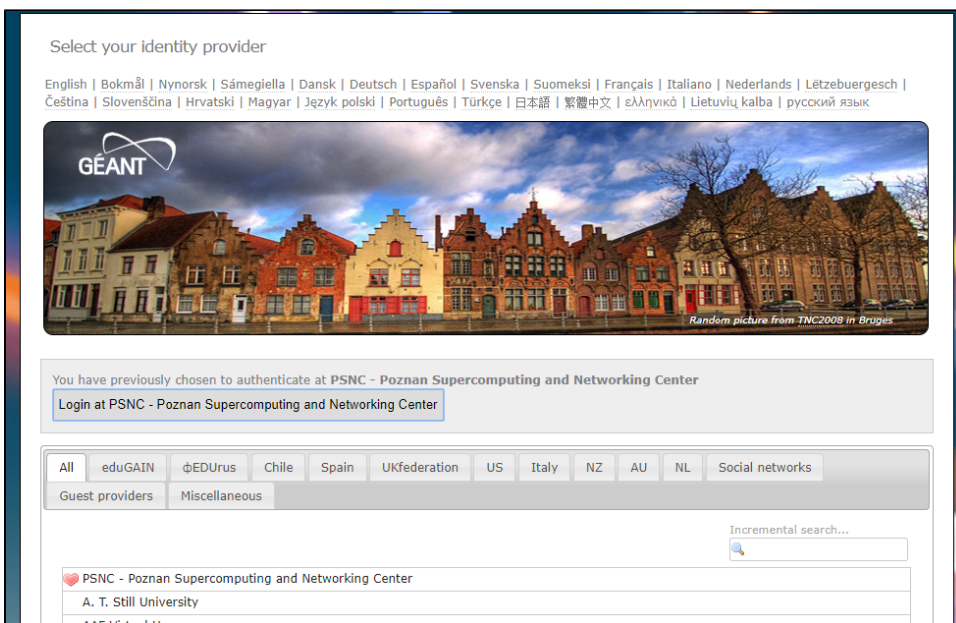 Select your identity provider
English | Bokmål | Nynorsk | Sámegiella | Dansk | Deutsch | Español | Svenska | Suomeksi | Français | Italiano | Nederlands | Lëtzebuergesch |
Čeština | Slovenščina | Hrvatski | Magyar | Język polski | Português | Türkçe | 日本語 | 繁體中文 | ελληνικά | Lietuvių kalba | русский язык
GÉANT
Random picture from TNC2008 in Bruges
You have previously chosen to authenticate at PSNC - Poznan Supercomputing and Networking Center
Login at PSNC - Poznan Supercomputing and Networking Center
All eduGAIN фEDUrus Chile Spain UKfederation US Italy NZ AU NL Social networks
Guest providers Miscellaneous
Incremental search...
PSNC - Poznan Supercomputing and Networking Center
A. T. Still University